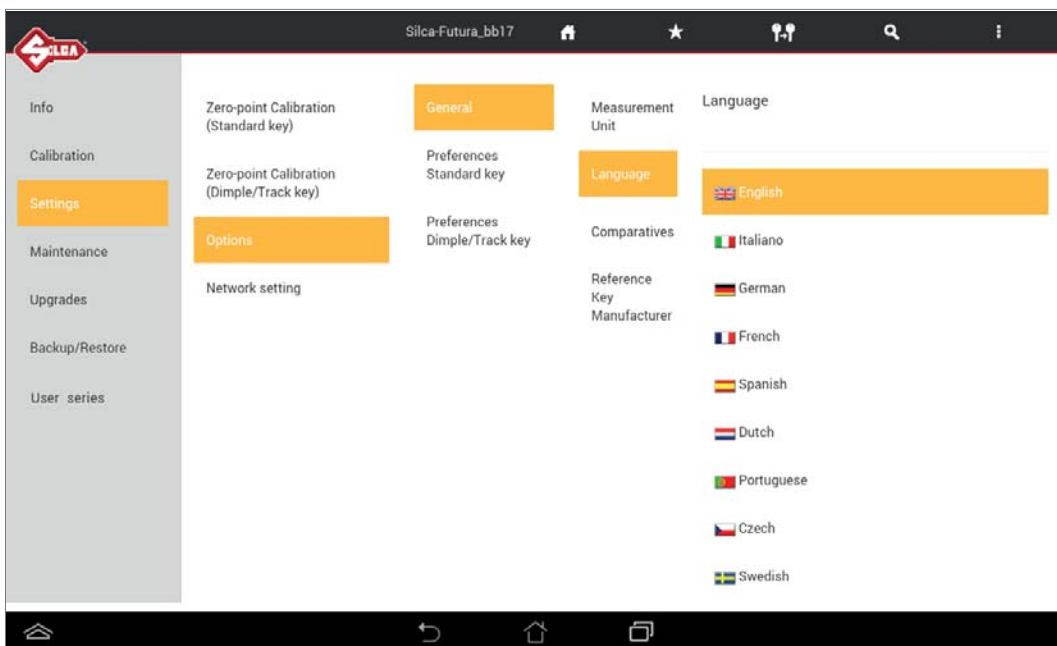 SILCA
Silca-Futura_bb17
Info
Calibration
Settings
Maintenance
Upgrades
Backup/Restore
User series
Zero-point Calibration
(Standard key)
Zero-point Calibration
(Dimple/Track key)
Options
Network setting
General
Preferences
Standard key
Preferences
Dimple/Track key
Measurement
Unit
Language
Comparatives
Reference
Key
Manufacturer
Language
English
Italiano
German
French
Spanish
Dutch
Portuguese
Czech
Swedish